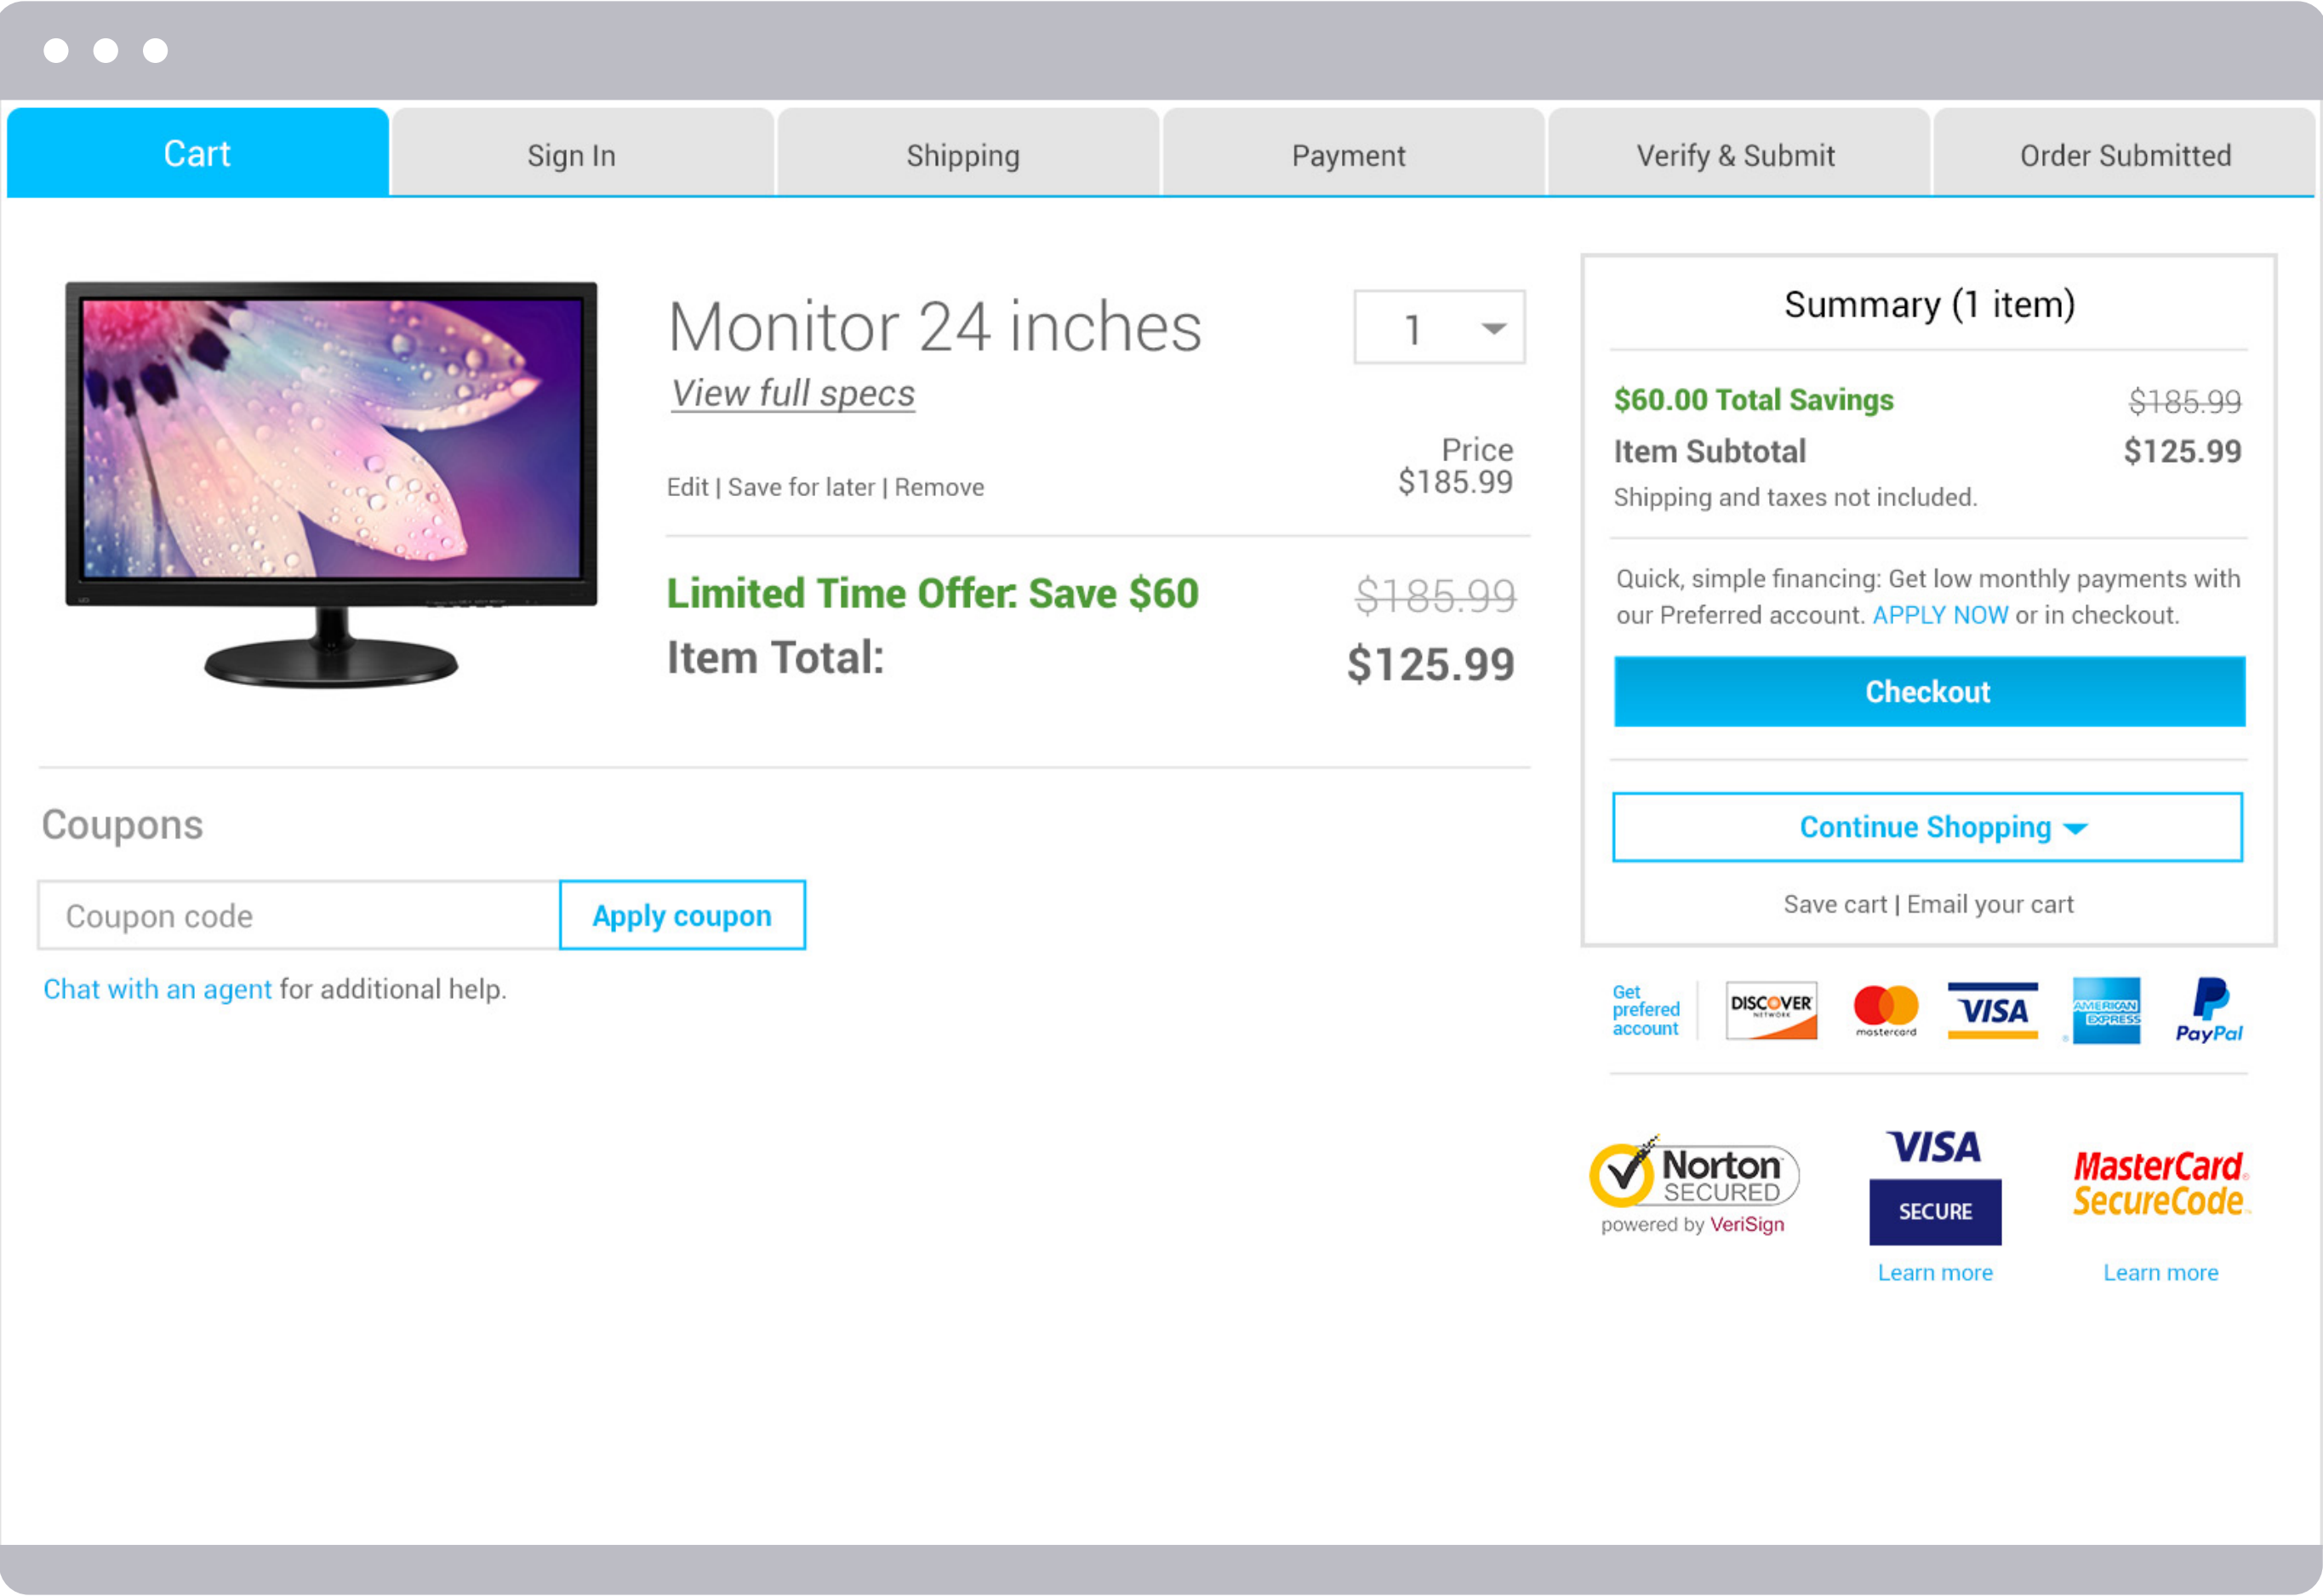 Cart
Sign In
Shipping
Payment
Verify & Submit
Order Submitted
Monitor 24 inches
1
View full specs
Price
Edit | Save for later | Remove
$185.99
Limited Time Offer: Save $60
$185.99
Item Total:
$125.99
Coupons
Coupon code
Apply coupon
Chat with an agent for additional help.
Summary (1 item)
$60.00 Total Savings
$185.99
Item Subtotal
$125.99
Shipping and taxes not included.
Quick, simple financing: Get low monthly payments with
our Preferred account. APPLY NOW or in checkout.
Checkout
Continue Shopping
Save cart | Email your cart
Get
prefered
account
DISCOVER
NETWORK
mastercard
VISA
AMERICAN
EXPRESS
PayPal
Norton
SECURED
powered by VeriSign
VISA
SECURE
Learn more
MasterCard
SecureCode
Learn more